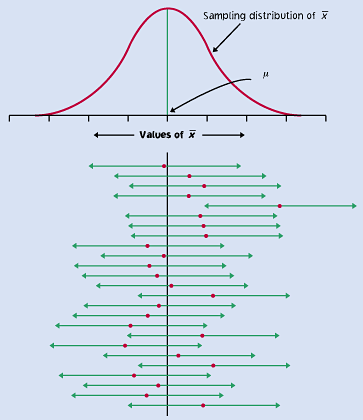 Sampling distribution of x̅
μ
Values of x̅